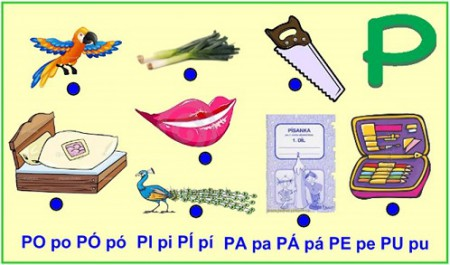 P
PÍSANKA
1. DÍL
PO po PÓ pó PI pi PÍ pí PA pa PÁ pá PE pe PU pu